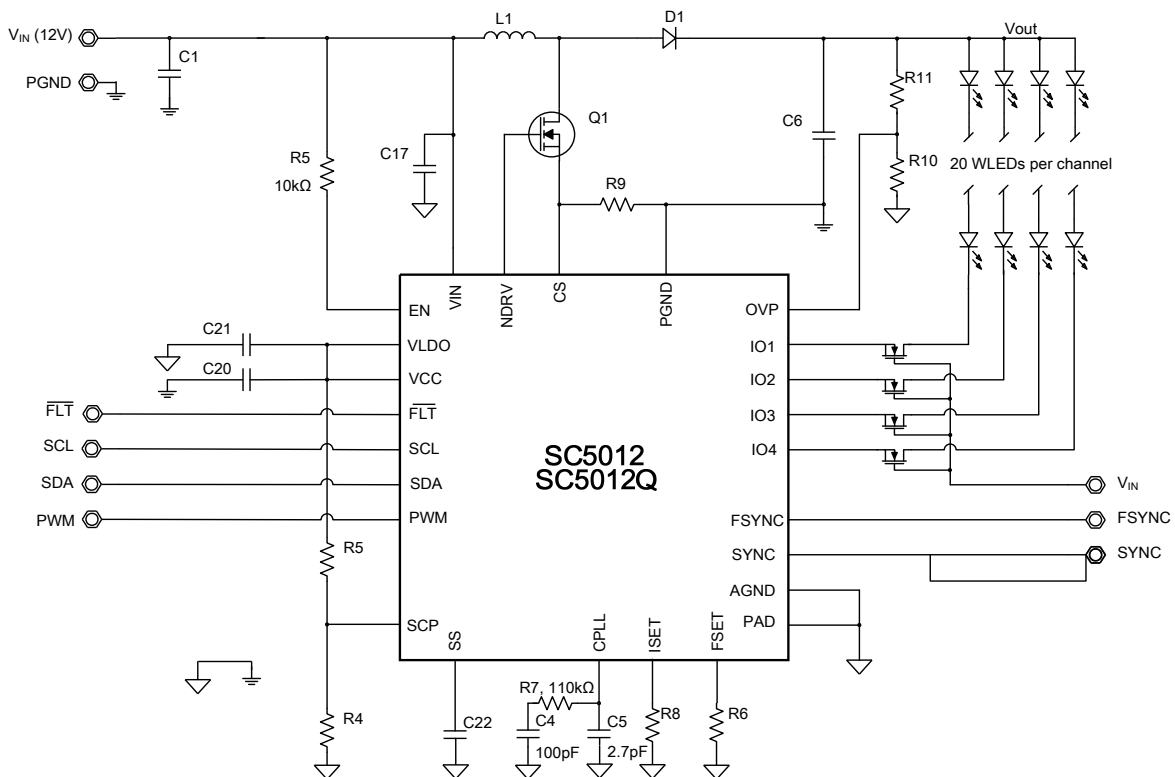 L1
D1
VIN (12V)
Vout
C1
PGND
R11
Q1
C6
C17
R5
10kΩ
R10
20 WLEDs per channel
R9
VIN
NDRV
CS
PGND
EN
OVP
C21
VLDO
IO1
C20
VCC
IO2
FLT
FLT
IO3
SCL
SCL
SC5012
SC5012Q
IO4
SDA
SDA
VIN
PWM
PWM
FSYNC
FSYNC
R5
SYNC
SYNC
AGND
SCP
PAD
SS
CPLL
ISET
FSET
R7, 110kΩ
R4
C22
C4
100pF
C5
2.7pF
R8
R6